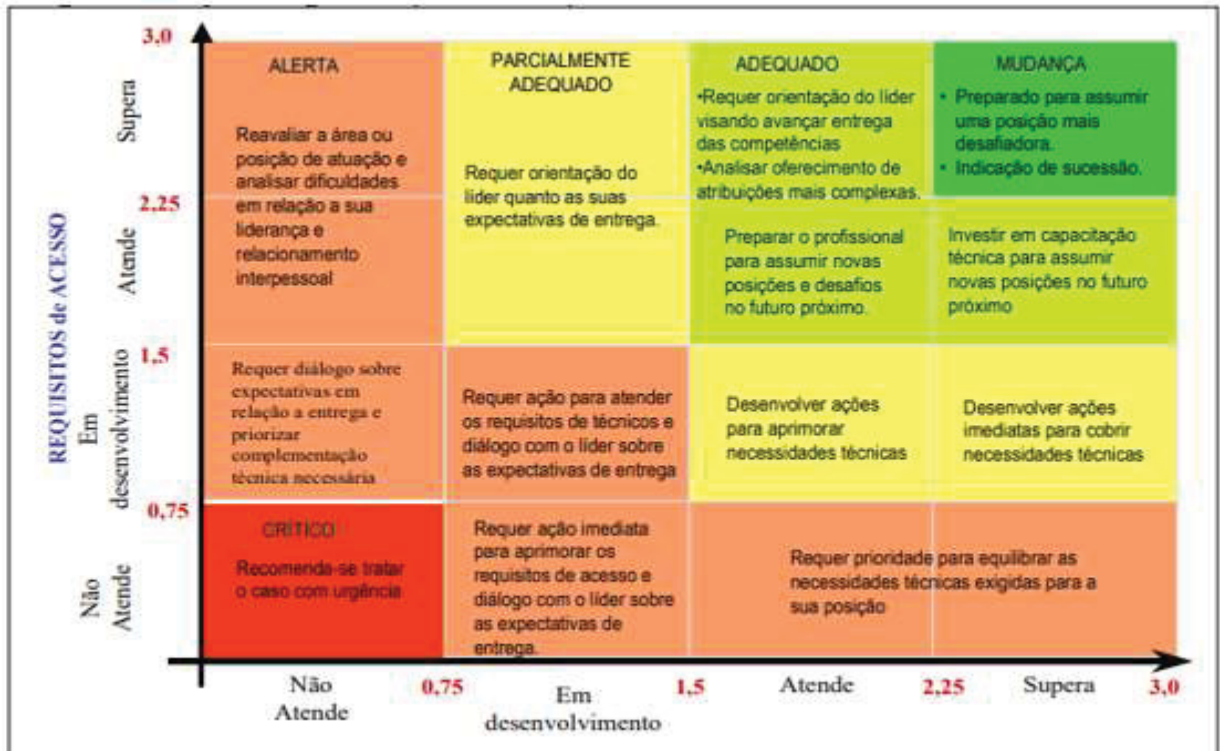 3,0
Supera
2,25
Atende
REQUISITOS de ACESSO
1,5
Em
desenvolvimento
0,75
Não
Atende
ALERTA
Reavaliar a área ou
posição de atuação e
analisar dificuldades
em relação a sua
liderança e
relacionamento
interpessoal
PARCIALMENTE
ADEQUADO
Requer orientação do
líder quanto as suas
expectativas de entrega.
ADEQUADO
•Requer orientação do líder
visando avançar entrega
das competências
•Analisar oferecimento de
atribuições mais complexas.
MUDANÇA
• Preparado para assumir
uma posição mais
desafiadora.
• Indicação de sucessão.
Preparar o profissional
para assumir novas
posições e desafios
no futuro próximo.
Investir em capacitação
técnica para assumir
novas posições no futuro
próximo
Requer diálogo sobre
expectativas em
relação a entrega e
priorizar
complementação
técnica necessária
Requer ação para atender
os requisitos de técnicos e
diálogo com o líder sobre
as expectativas de entrega
Desenvolver ações
para aprimorar
necessidades técnicas
Desenvolver ações
imediatas para cobrir
necessidades técnicas
CRÍTICO
Recomenda-se tratar
o caso com urgência
Requer ação imediata
para aprimorar os
requisitos de acesso e
diálogo com o líder sobre
as expectativas de
entrega.
Requer prioridade para equilibrar as
necessidades técnicas exigidas para a
sua posição
Não
Atende
0,75
Em
desenvolvimento
1,5
Atende
2,25
Supera
3,0